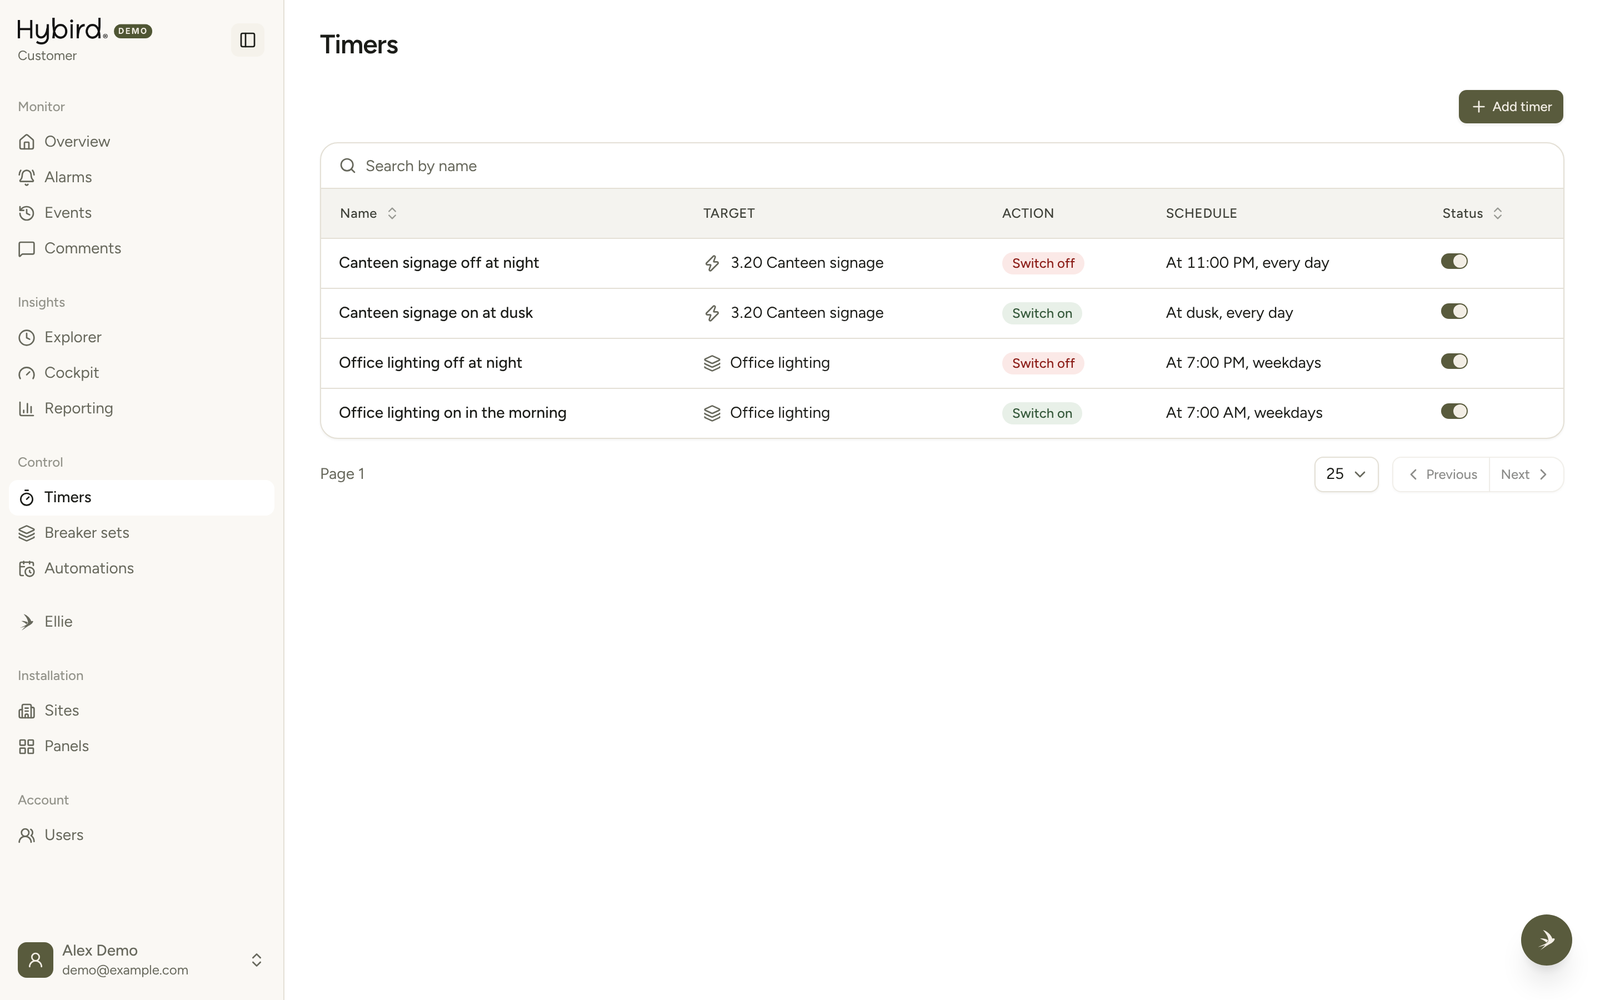 Hybird® DEMO
Customer
Monitor
Overview
Alarms
Events
Comments
Insights
Explorer
Cockpit
Reporting
Control
Timers
Breaker sets
Automations
Ellie
Installation
Sites
Panels
Account
Users
Alex Demo
demo@example.com
Timers
Add timer
Search by name
Name TARGET ACTION SCHEDULE Status
Canteen signage off at night 3.20 Canteen signage Switch off At 11:00 PM, every day
Canteen signage on at dusk 3.20 Canteen signage Switch on At dusk, every day
Office lighting off at night Office lighting Switch off At 7:00 PM, weekdays
Office lighting on in the morning Office lighting Switch on At 7:00 AM, weekdays
Page 1 25 Previous Next